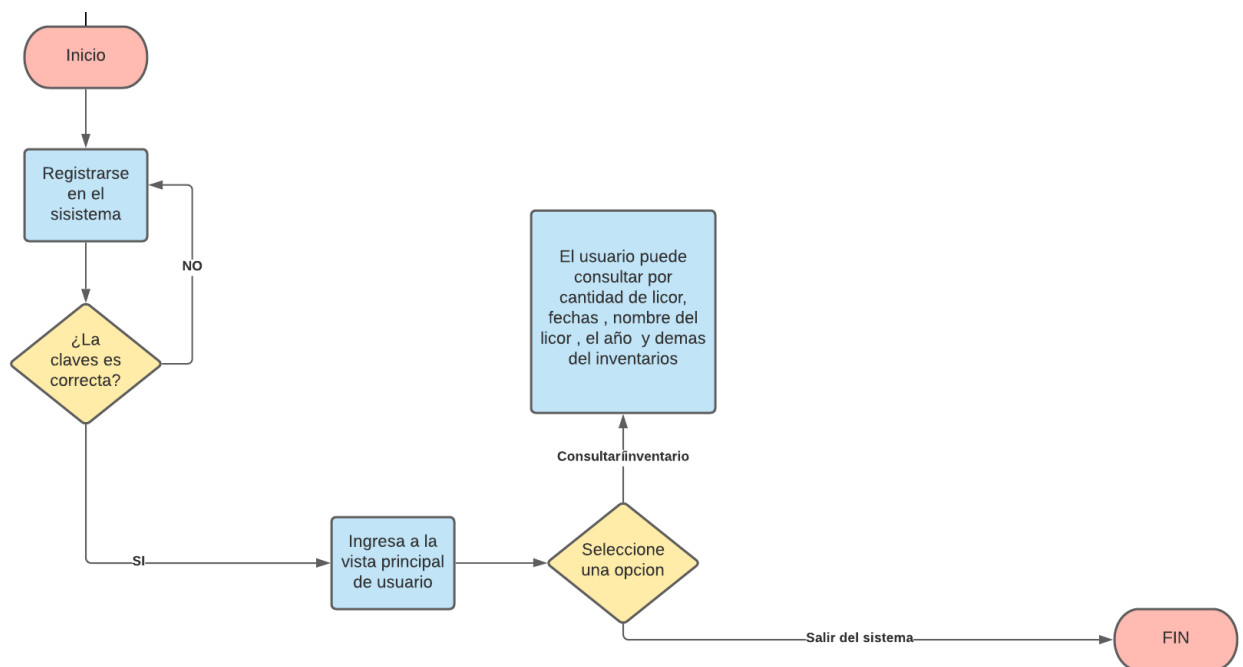 Inicio
Registrarse
en el
sisistema
NO
¿La
claves es
correcta?
El usuario puede
consultar por
cantidad de licor,
fechas , nombre del
licor , el año  y demas
del inventarios
Consultar inventario
SI
Ingresa a la
vista principal
de usuario
Seleccione
una opcion
Salir del sistema
FIN